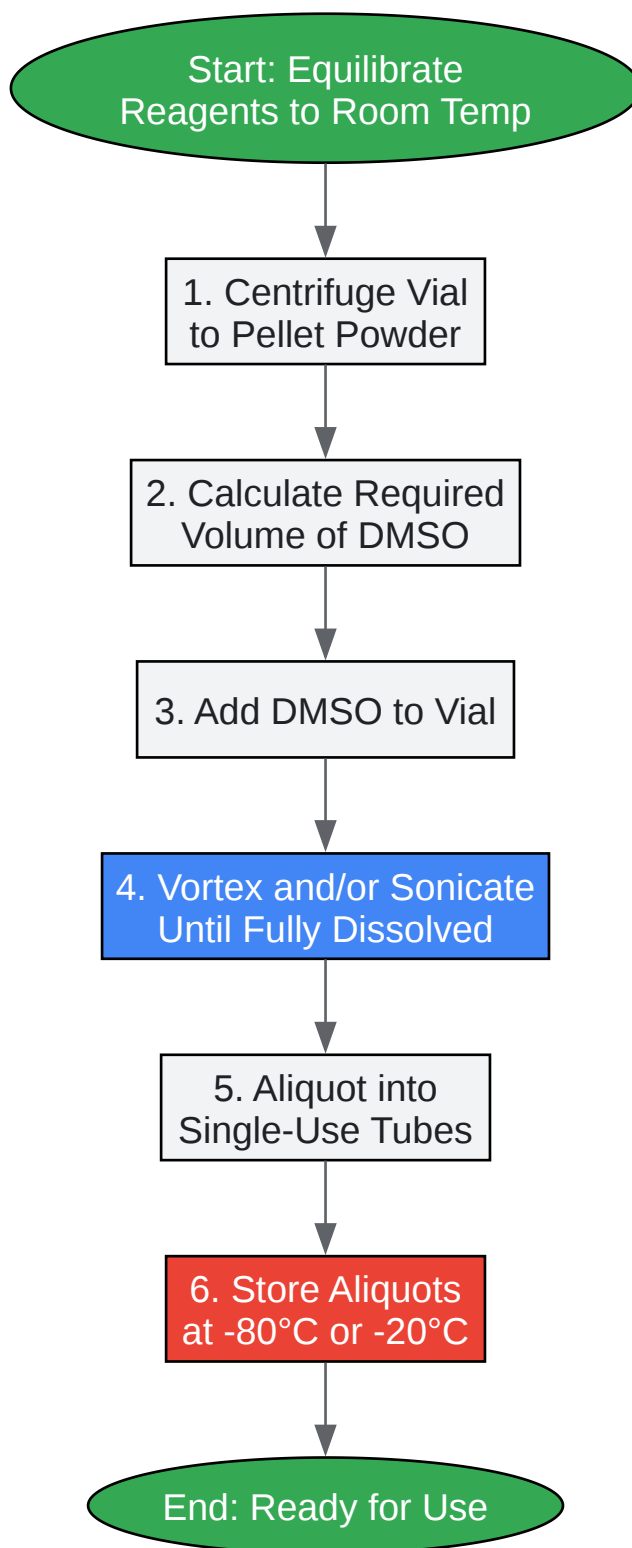 Start: Equilibrate
Reagents to Room Temp
1. Centrifuge Vial
to Pellet Powder
2. Calculate Required
Volume of DMSO
3. Add DMSO to Vial
4. Vortex and/or Sonicate
Until Fully Dissolved
5. Aliquot into
Single-Use Tubes
6. Store Aliquots
at -80°C or -20°C
End: Ready for Use